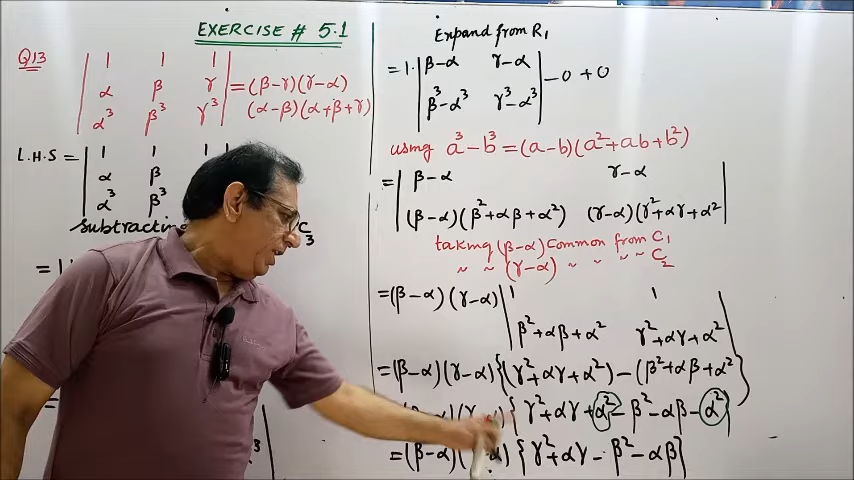 EXERCISE # 5.1
Q13
| 1 1 1 |
| α β γ | = (β-γ)(γ-α)
| α³ β³ γ³ | (α-β)(α+β+γ)
L.H.S = | 1 1 1 |
| α β
| α³ β³
Subtracting C₃
= 1
Expand from R₁
= 1. | β-α γ-α | -0 + 0
| β³-α³ γ³-α³ |
using a³-b³ = (a-b)(a²+ab+b²)
= | β-α γ-α |
| (β-α)(β²+αβ+α²) (γ-α)(γ²+αγ+α² |
taking (β-α) Common from C₁
〃 〃 (γ-α) 〃 〃 〃 〃 C₂
= (β-α)(γ-α) | 1 1 |
| β²+αβ+α² γ²+αγ+α² |
= (β-α)(γ-α){(γ²+αγ+α²)-(β²+αβ+α²)}
(β-α)(γ-α){γ²+αγ+α²-β²-αβ-α²}
= (β-α)(γ-α){γ²+αγ-β²-αβ}